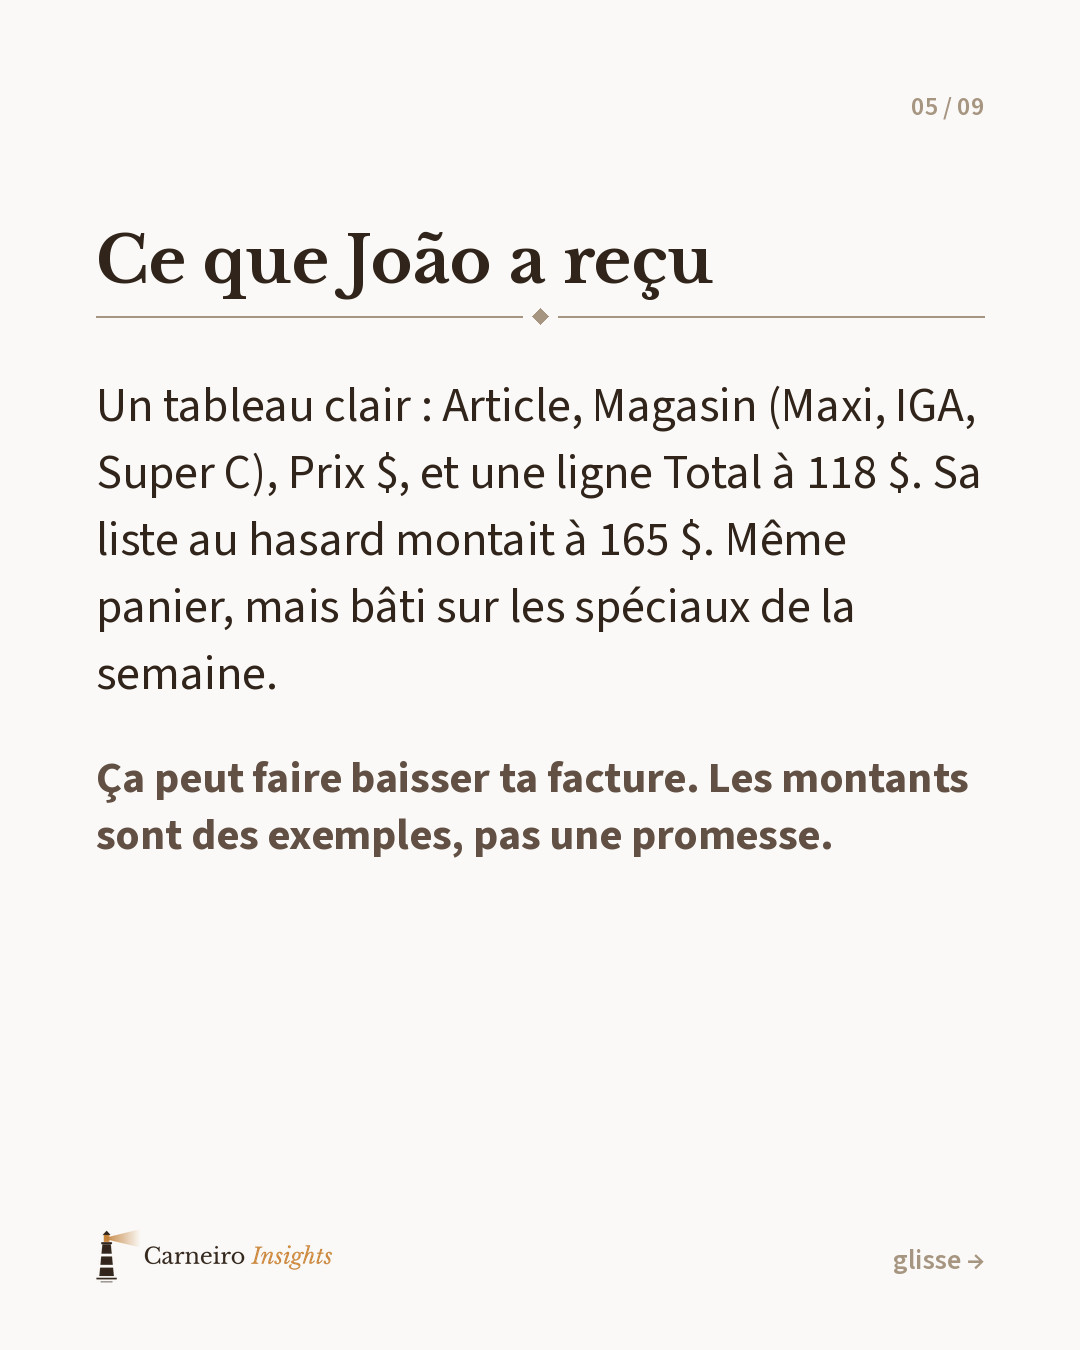 05 / 09
Ce que João a reçu
Un tableau clair : Article, Magasin (Maxi, IGA,
Super C), Prix $, et une ligne Total à 118 $. Sa
liste au hasard montait à 165 $. Même
panier, mais bâti sur les spéciaux de la
semaine.
Ça peut faire baisser ta facture. Les montants
sont des exemples, pas une promesse.
Carneiro Insights
glisse →